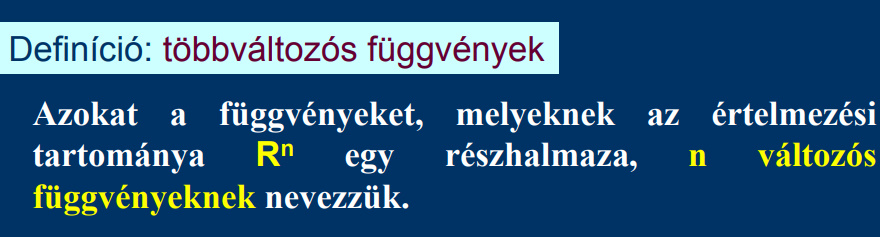 Definíció: többváltozós függvények
Azokat a függvényeket, melyeknek az értelmezési
tartománya Rⁿ egy részhalmaza, n változós
függvényeknek nevezzük.